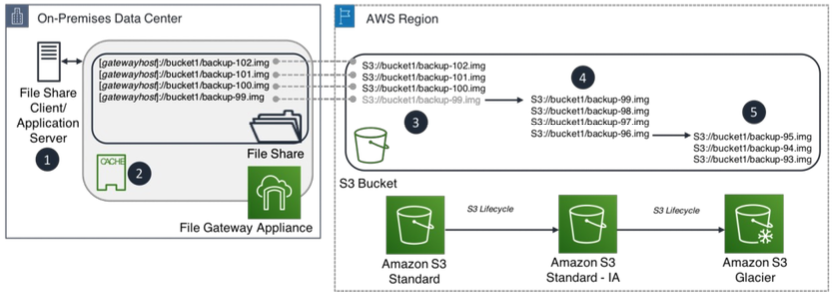 On-Premises Data Center
[gatewayhost]://bucket1/backup-102.img
[gatewayhost]://bucket1/backup-101.img
[gatewayhost]://bucket1/backup-100.img
[gatewayhost]://bucket1/backup-99.img
File Share
Client/
Application
Server
1
File Share
CACHE
2
File Gateway Appliance
AWS Region
S3://bucket1/backup-102.img
S3://bucket1/backup-101.img
S3://bucket1/backup-100.img
S3://bucket1/backup-99.img
3
4
S3://bucket1/backup-99.img
S3://bucket1/backup-98.img
S3://bucket1/backup-97.img
S3://bucket1/backup-96.img
5
S3://bucket1/backup-95.img
S3://bucket1/backup-94.img
S3://bucket1/backup-93.img
S3 Bucket
S3 Lifecycle
S3 Lifecycle
Amazon S3
Standard
Amazon S3
Standard - IA
Amazon S3
Glacier